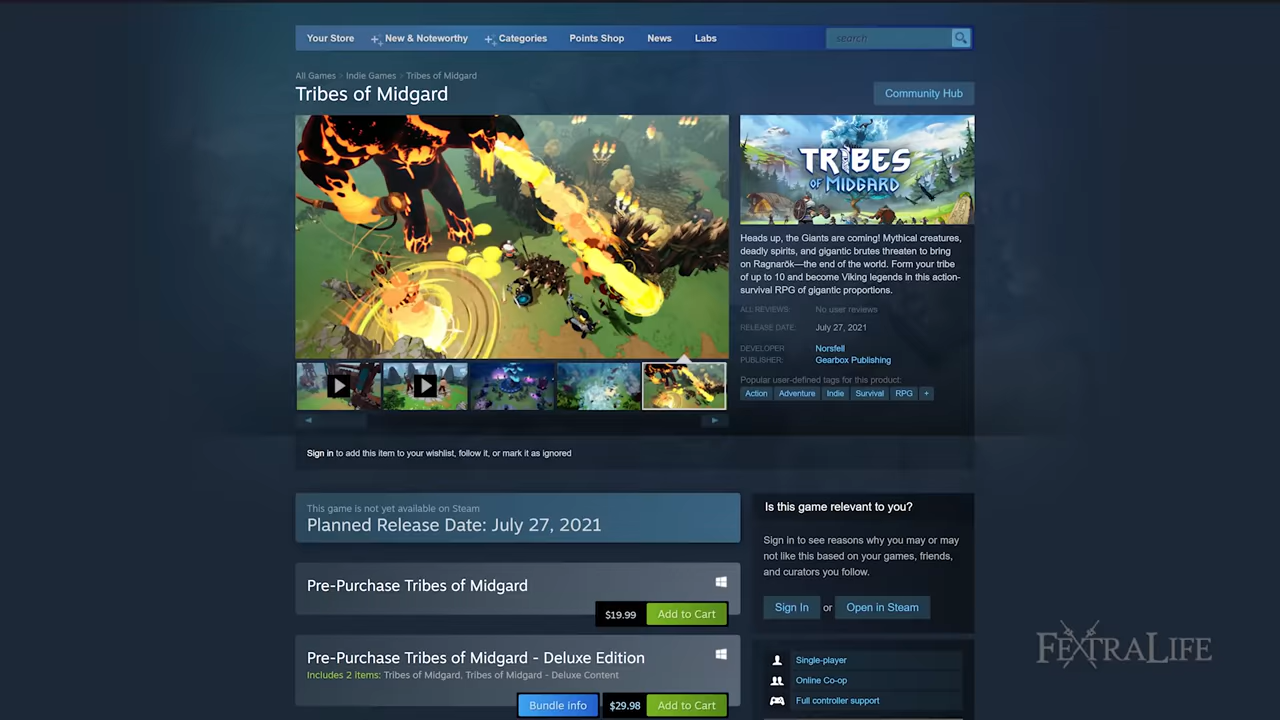 Your Store
New & Noteworthy
Categories
Points Shop
News
Labs
search
All Games > Indie Games > Tribes of Midgard
Tribes of Midgard
Community Hub
TRIBES
OF MIDGARD
Heads up, the Giants are coming! Mythical creatures,
deadly spirits, and gigantic brutes threaten to bring
on Ragnarök—the end of the world. Form your tribe
of up to 10 and become Viking legends in this action-
survival RPG of gigantic proportions.
ALL REVIEWS: No user reviews
RELEASE DATE: July 27, 2021
DEVELOPER: Norsfell
PUBLISHER: Gearbox Publishing
Popular user-defined tags for this product:
Action Adventure Indie Survival RPG +
Sign in to add this item to your wishlist, follow it, or mark it as ignored
This game is not yet available on Steam
Planned Release Date: July 27, 2021
Pre-Purchase Tribes of Midgard
$19.99 Add to Cart
Pre-Purchase Tribes of Midgard - Deluxe Edition
Includes 2 items: Tribes of Midgard, Tribes of Midgard - Deluxe Content
Bundle info $29.98 Add to Cart
Is this game relevant to you?
Sign in to see reasons why you may or may
not like this based on your games, friends,
and curators you follow.
Sign In or Open in Steam
Single-player
Online Co-op
Full controller support
FEXTRALIFE